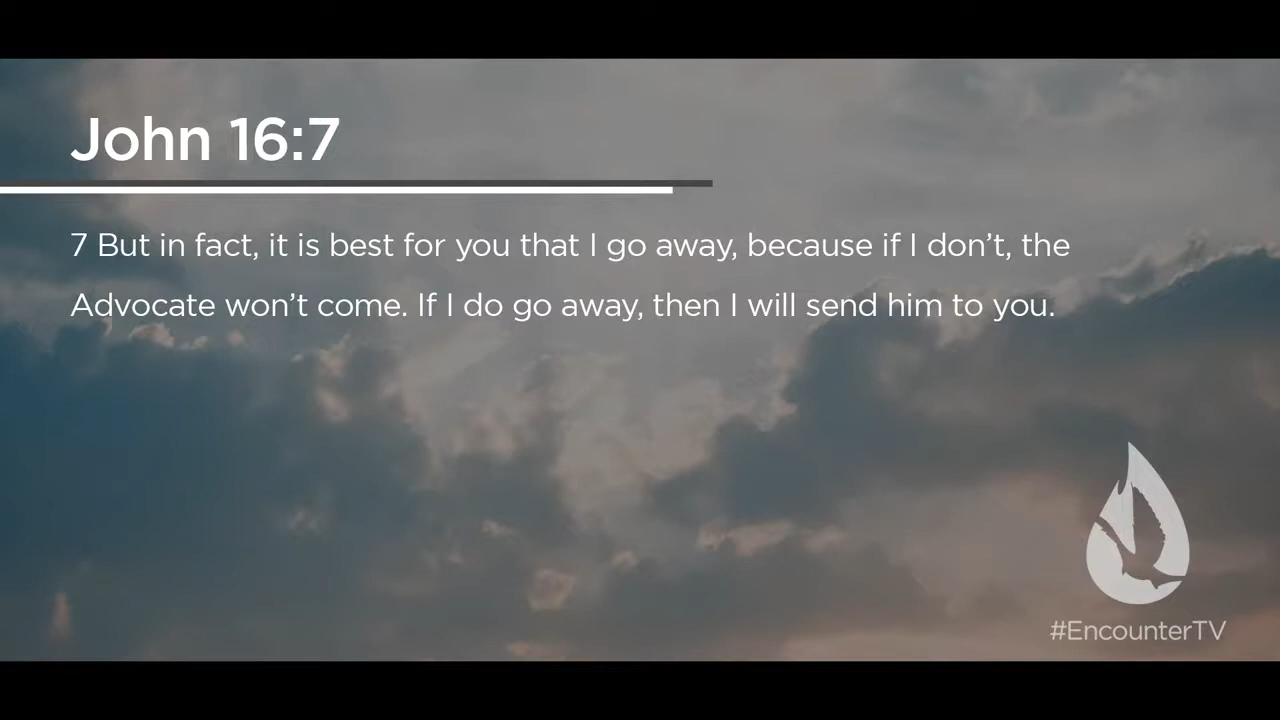 John 16:7
7 But in fact, it is best for you that I go away, because if I don’t, the
Advocate won’t come. If I do go away, then I will send him to you.
#EncounterTV